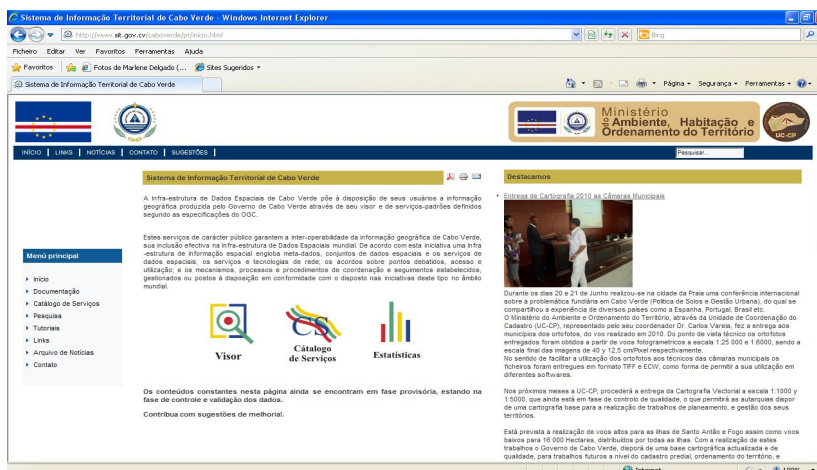 Sistema de Informação Territorial de Cabo Verde - Windows Internet Explorer
http://www.sit.gov.cv/caboverde/pt/inicio.html
Bing
Ficheiro Editar Ver Favoritos Ferramentas Ajuda
Favoritos Fotos de Marlene Delgado (... Sites Sugeridos
Sistema de Informação Territorial de Cabo Verde
Página Segurança Ferramentas
Ministério
do Ambiente, Habitação e
Ordenamento do Território
UC-CP
INÍCIO | LINKS | NOTÍCIAS | CONTATO | SUGESTÕES |
Pesquisar...
Sistema de Informação Territorial de Cabo Verde
A Infra-estrutura de Dados Espaciais de Cabo Verde põe à disposição de seus usuários a informação
geográfica produzida pelo Governo de Cabo Verde através de seu visor e de serviços-padrões definidos
segundo as especificações do OGC.
Estes serviços de carácter público garantem a inter-operabilidade da informação geográfica de Cabo Verde,
sua inclusão efectiva na Infra-estrutura de Dados Espaciais mundial. De acordo com esta iniciativa uma Infra
-estrutura de informação espacial engloba meta-dados, conjuntos de dados espaciais e os serviços de
dados espaciais; os serviços e tecnologias de rede; os acordos sobre pontos debatidos, acesso e
utilização; e os mecanismos, processos e procedimentos de coordenação e seguimentos estabelecidos,
gestionados ou postos à disposição em conformidade com o disposto nas iniciativas deste tipo no âmbito
mundial.
Menú principal
Início
Documentação
Catálogo de Serviços
Pesquisa
Tutoriais
Links
Arquivo de Notícias
Contato
CS
Visor
Cátalogo
de Serviços
Estatísticas
Os conteúdos constantes nesta página ainda se encontram em fase provisória, estando na
fase de controle e validação dos dados.
Contribua com sugestões de melhoria!.
Destacamos
Entrega de Cartografia 2010 as Câmaras Municipais
Durante os dias 20 e 21 de Junho realizou-se na cidade da Praia uma conferência internacional
sobre a problemática fundiária em Cabo Verde (Política de Solos e Gestão Urbana), do qual se
compartilhou a experiência de diversos países como a Espanha, Portugal, Brasil etc.
O Ministério do Ambiente e Ordenamento do Território, através da Unidade de Coordenação do
Cadastro (UC-CP), representado pelo seu coordenador Dr. Carlos Varela, fez a entrega aos
municípios dos ortofotos, do voo realizado em 2010. Do ponto de vista técnico os ortofotos
entregados foram obtidos a partir de voos fotogrametricos a escala 1:25 000 e 1:6000, sendo a
escala final das imagens de 40 y 12,5 cm/Pixel respectivamente.
No sentido de facilitar a utilização dos ortofotos aos técnicos das câmaras municipais os
ficheiros foram entregues em formato TIFF e ECW, como forma de permitir a sua utilização em
diferentes softwares.
Nos próximos meses a UC-CP, procederá a entrega da Cartografia Vectorial a escala 1:1000 y
1:5000, que ainda está em fase de controlo de qualidade, o que permitirá as autarquias dispor
de uma cartografia base para a realização de trabalhos de planeamento, e gestão dos seus
territórios.
Está prevista a realização de voos altos para as ilhas de Santo Antão e Fogo assim como voos
baixos para 16 000 Hectares, distribuídos por todas as ilhas. Com a realização de estes
trabalhos o Governo de Cabo Verde, disporá de uma base cartográfica actualizada e de
qualidade, para trabalhos futuros a nível do cadastro predial, ordenamento do território, e
Internet
100%